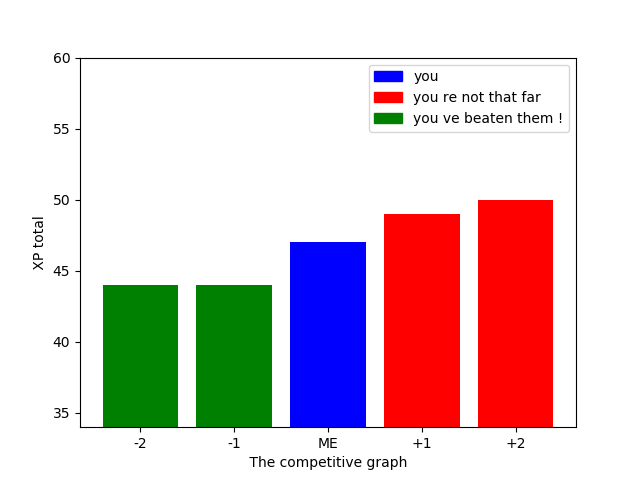 60
55
50
45
40
35
XP total
you
you re not that far
you ve beaten them !
-2
-1
ME
+1
+2
The competitive graph